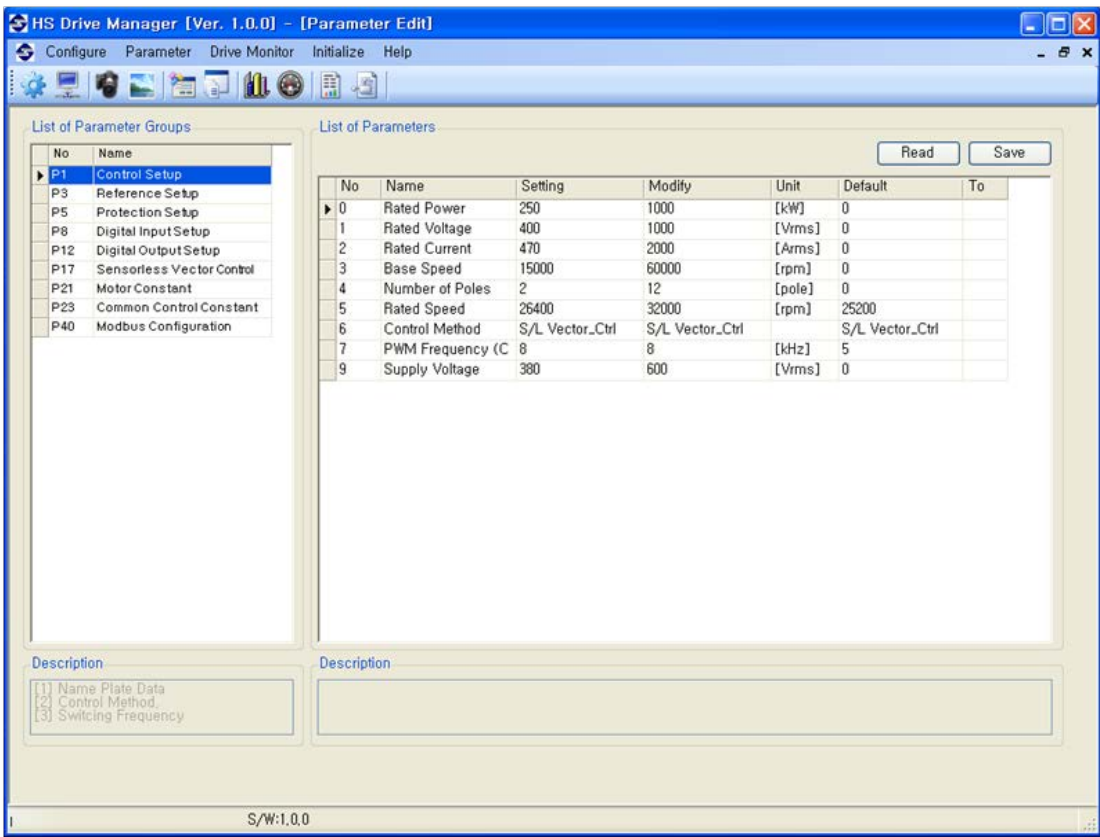 HS Drive Manager [Ver. 1.0.0] - [Parameter Edit]
Configure Parameter Drive Monitor Initialize Help
List of Parameter Groups
No Name
P1 Control Setup
P3 Reference Setup
P5 Protection Setup
P8 Digital Input Setup
P12 Digital Output Setup
P17 Sensorless Vector Control
P21 Motor Constant
P23 Common Control Constant
P40 Modbus Configuration
List of Parameters
Read Save
No Name Setting Modify Unit Default To
0 Rated Power 250 1000 [kW] 0
1 Rated Voltage 400 1000 [Vrms] 0
2 Rated Current 470 2000 [Arms] 0
3 Base Speed 15000 60000 [rpm] 0
4 Number of Poles 2 12 [pole] 0
5 Rated Speed 26400 32000 [rpm] 25200
6 Control Method S/L Vector_Ctrl S/L Vector_Ctrl S/L Vector_Ctrl
7 PWM Frequency (C 8 8 [kHz] 5
9 Supply Voltage 380 600 [Vrms] 0
Description
[1] Name Plate Data
[2] Control Method,
[3] Switcing Frequency
Description
S/W:1.0.0